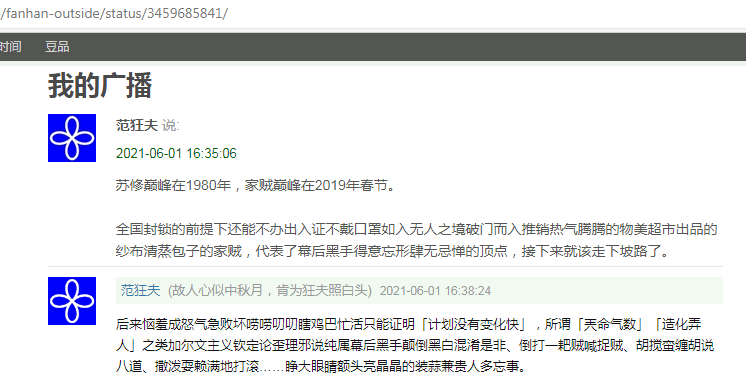 /fanhan-outside/status/3459685841/
时间 豆品
我的广播
范狂夫 说:
2021-06-01 16:35:06
苏修巅峰在1980年，家贼巅峰在2019年春节。
全国封锁的前提下还能不办出入证不戴口罩如入无人之境破门而入推销热气腾腾的物美超市出品的
纱布清蒸包子的家贼，代表了幕后黑手得意忘形肆无忌惮的顶点，接下来就该走下坡路了。
范狂夫 (故人心似中秋月，肯为狂夫照白头) 2021-06-01 16:38:24
后来恼羞成怒气急败坏唠唠叨叨瞎鸡巴忙活只能证明「计划没有变化快」，所谓「天命气数」「造化弄
人」之类加尔文主义钦定论歪理邪说纯属幕后黑手颠倒黑白混淆是非、倒打一耙贼喊捉贼、胡搅蛮缠胡说
八道、撒泼耍赖满地打滚……睁大眼睛额头亮晶晶的装蒜兼贵人多忘事。